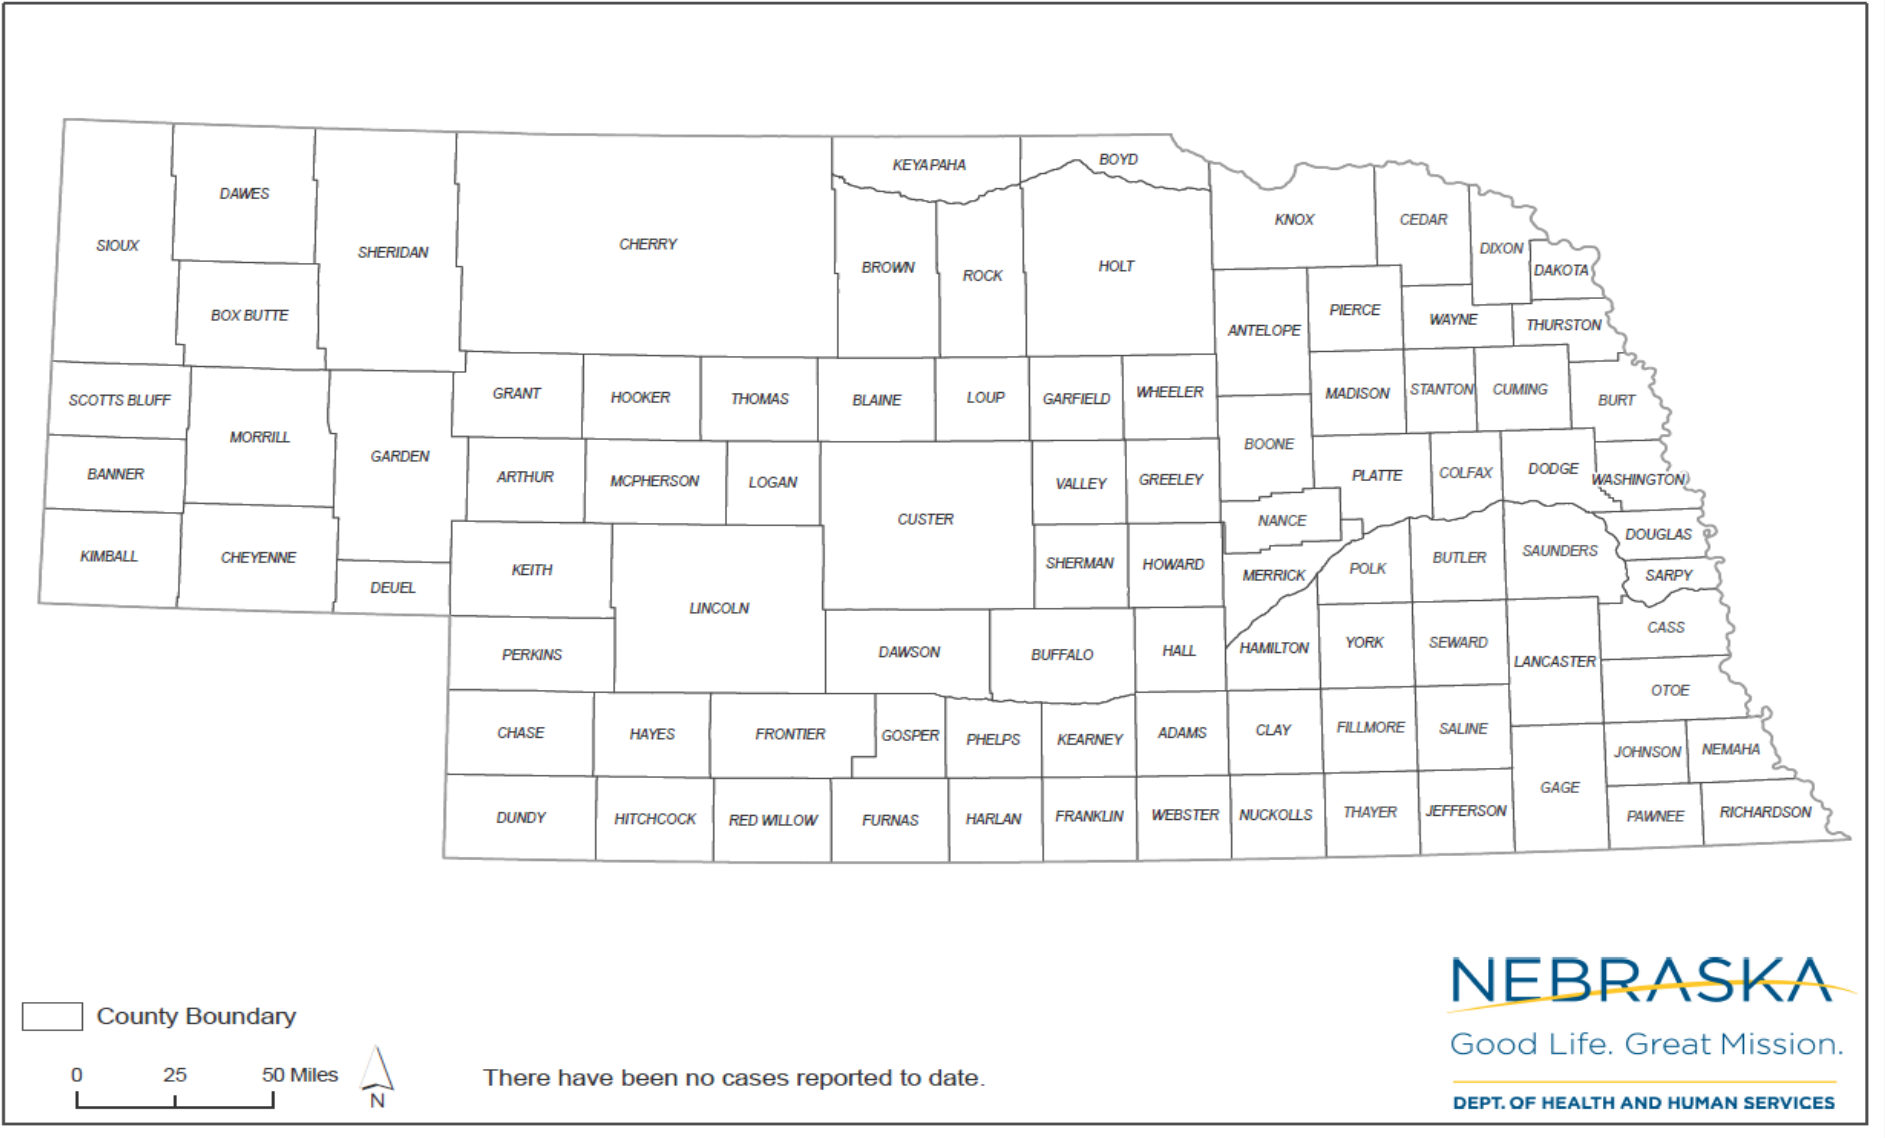 KEYA PAHA
BOYD
DAWES
SIOUX
SHERIDAN
CHERRY
BROWN
ROCK
HOLT
KNOX
CEDAR
DIXON
DAKOTA
BOX BUTTE
ANTELOPE
PIERCE
WAYNE
THURSTON
SCOTTS BLUFF
MORRILL
GARDEN
GRANT
HOOKER
THOMAS
BLAINE
LOUP
GARFIELD
WHEELER
MADISON
STANTON
CUMING
BURT
BANNER
ARTHUR
MCPHERSON
LOGAN
CUSTER
VALLEY
GREELEY
BOONE
PLATTE
COLFAX
DODGE
WASHINGTON
NANCE
KIMBALL
CHEYENNE
DEUEL
KEITH
LINCOLN
SHERMAN
HOWARD
MERRICK
POLK
BUTLER
SAUNDERS
DOUGLAS
SARPY
PERKINS
DAWSON
BUFFALO
HALL
HAMILTON
YORK
SEWARD
LANCASTER
CASS
OTOE
CHASE
HAYES
FRONTIER
GOSPER
PHELPS
KEARNEY
ADAMS
CLAY
FILLMORE
SALINE
GAGE
JOHNSON
NEMAHA
DUNDY
HITCHCOCK
RED WILLOW
FURNAS
HARLAN
FRANKLIN
WEBSTER
NUCKOLLS
THAYER
JEFFERSON
PAWNEE
RICHARDSON
County Boundary
0 25 50 Miles
N
There have been no cases reported to date.
NEBRASKA
Good Life. Great Mission.
DEPT. OF HEALTH AND HUMAN SERVICES